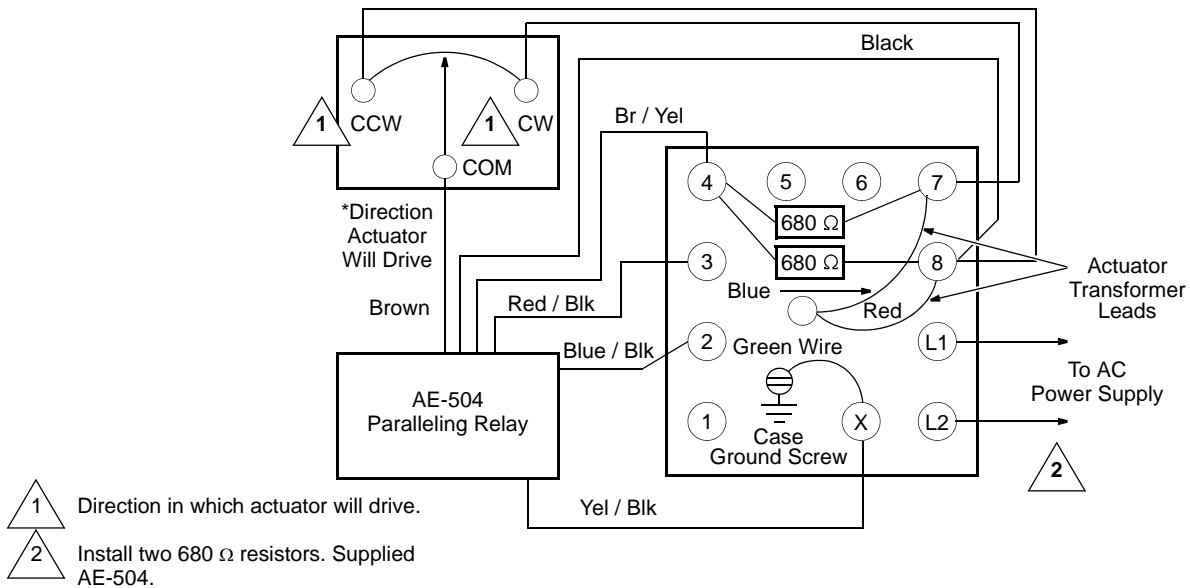 Black
1
CCW
1
CW
COM
Br / Yel
4
5
6
7
*Direction
Actuator
Will Drive
680 Ω
3
680 Ω
8
Blue
Red
Actuator
Transformer
Leads
Brown
Red / Blk
Blue / Blk
2
Green Wire
L1
To AC
Power Supply
AE-504
Paralleling Relay
1
Case
Ground Screw
X
L2
2
Yel / Blk
1 Direction in which actuator will drive.
2 Install two 680 Ω resistors. Supplied
AE-504.